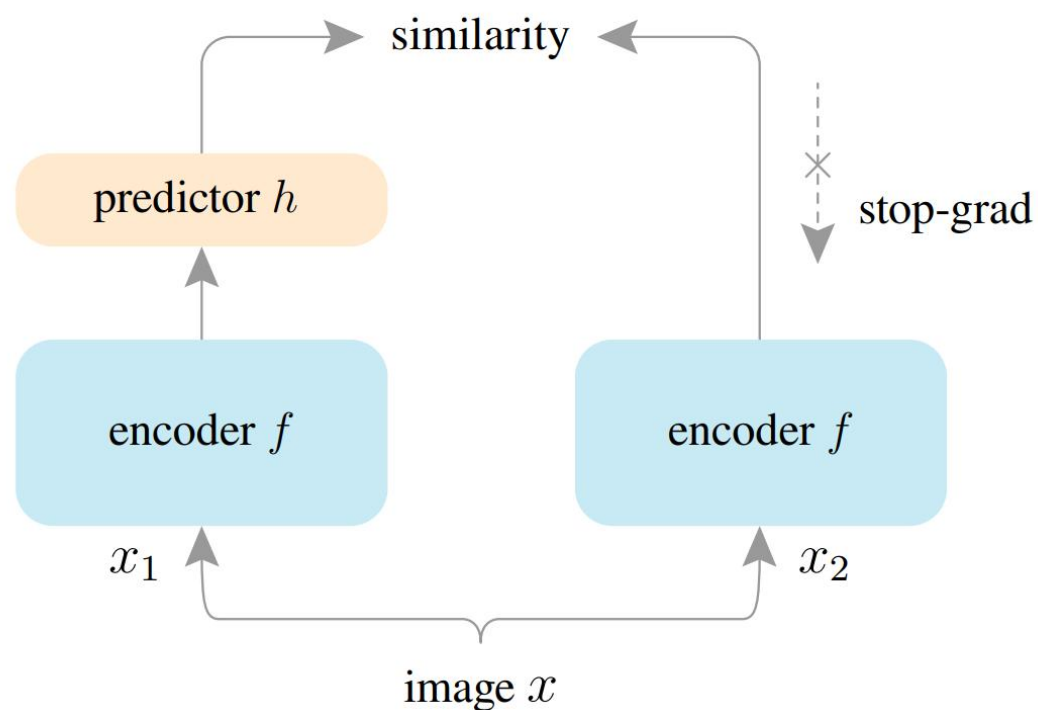 similarity
predictor h
stop-grad
encoder f
encoder f
x₁
x₂
image x